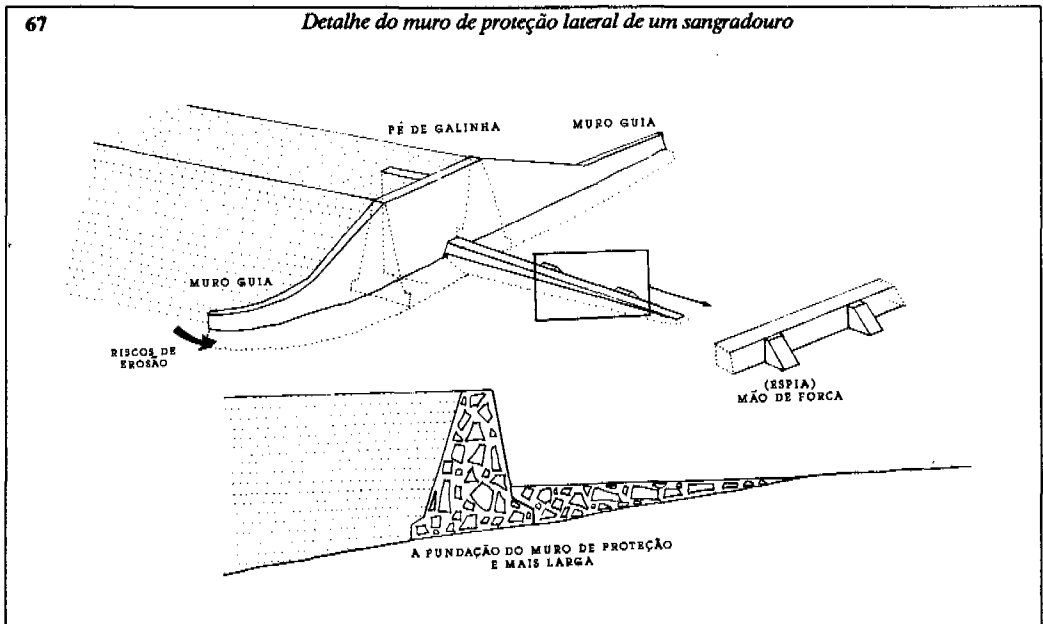 67
Detalhe do muro de proteção lateral de um sangradouro
PÉ DE GALINHA
MURO GUIA
MURO GUIA
RISCOS DE
EROSÃO
(ESPIA)
MÃO DE FORCA
A FUNDAÇÃO DO MURO DE PROTEÇÃO
E MAIS LARGA